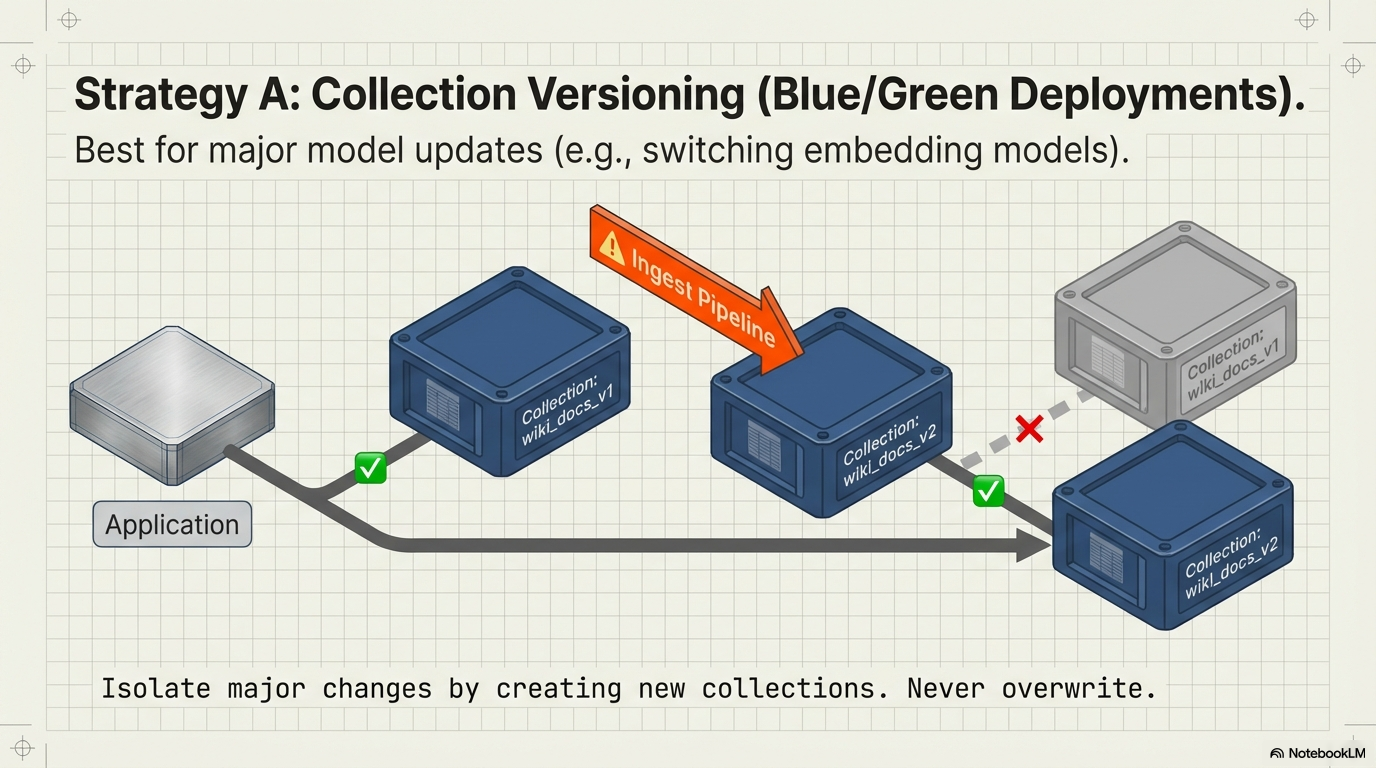 Strategy A: Collection Versioning (Blue/Green Deployments).
Best for major model updates (e.g., switching embedding models).
Ingest Pipeline
Collection:
wiki_docs_v1
Collection:
wiki_docs_v2
Collection:
wiki_docs_v1
Collection:
wikl_docs_v2
Application
Isolate major changes by creating new collections. Never overwrite.
NotebookLM